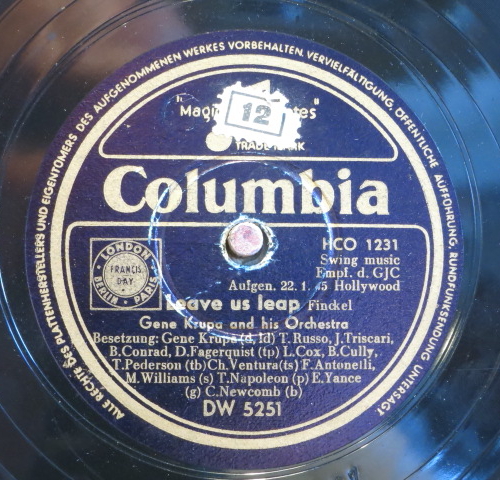 ALLE RECHTE DES PLATTENHERSTELLERS UND EIGENTÜMERS DES AUFGENOMMENEN WERKES VORBEHALTEN. VERVIELFÄLTIGUNG, ÖFFENTLICHE AUFFÜHRUNG, RUNDFUNKSENDUNG UNTERSAGT
12
TRADE MARK
Columbia
HCO 1231
Swing music
Empf. d. GJC
Aufgen. 22. 1. 45 Hollywood
LONDON
FRANCIS
DAY
BERLIN PARIS
Leave us leap Finckel
Gene Krupa and his Orchestra
Besetzung: Gene Krupa (d, ld) T. Russo, J. Triscari,
B. Conrad, D. Fagerquist (tp) L. Cox, B. Cully,
T. Pederson (tb) Ch. Ventura (ts) F. Antonelli,
M. Williams (s) T. Napoleon (p) E. Yance
(g) C. Newcomb (b)
DW 5251